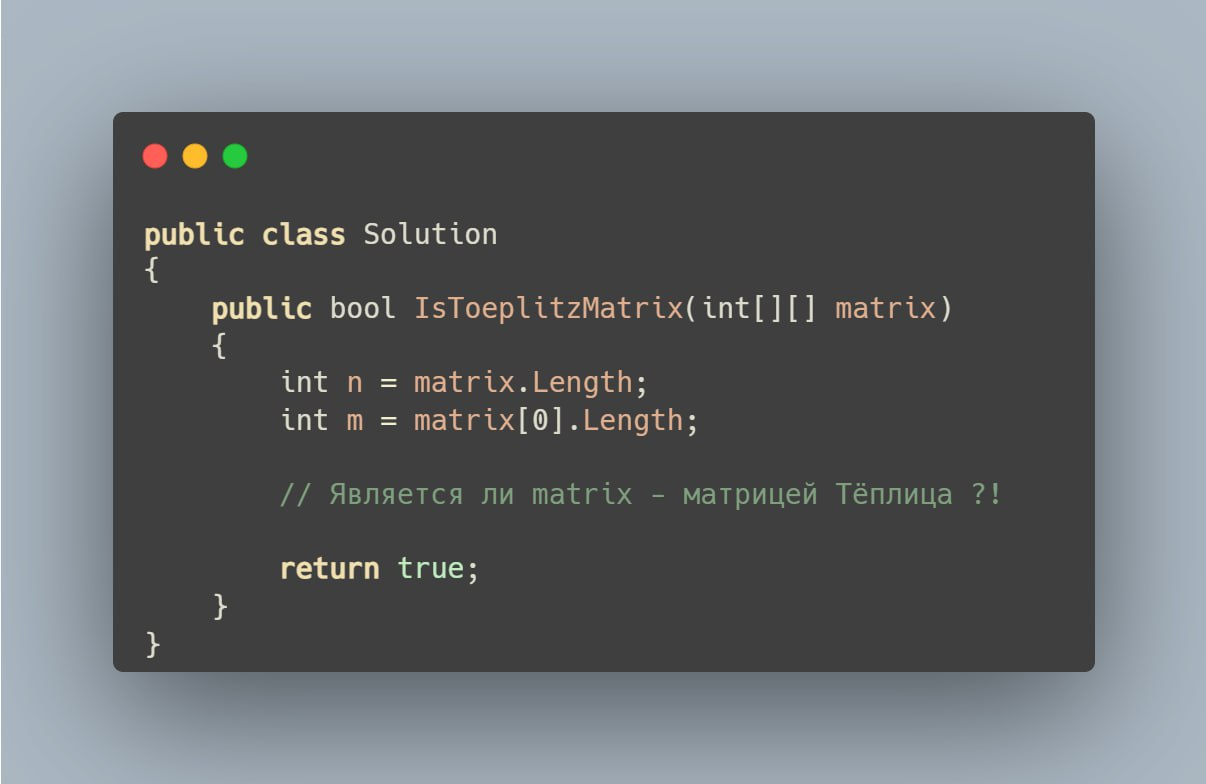 public class Solution
{
    public bool IsToeplitzMatrix(int[][] matrix)
    {
        int n = matrix.Length;
        int m = matrix[0].Length;
        // Является ли matrix - матрицей Тёплица ?!
        return true;
    }
}